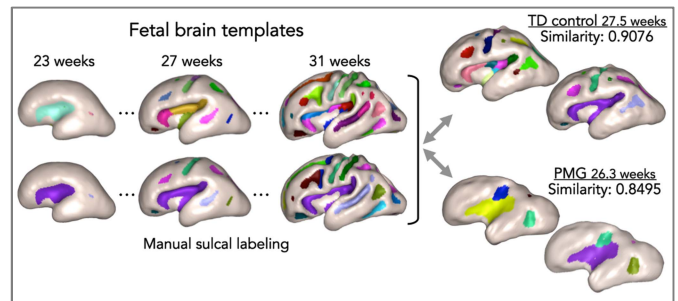 Fetal brain templates
23 weeks
27 weeks
31 weeks
...
...
...
...
Manual sulcal labeling
TD control 27.5 weeks
Similarity: 0.9076
PMG 26.3 weeks
Similarity: 0.8495